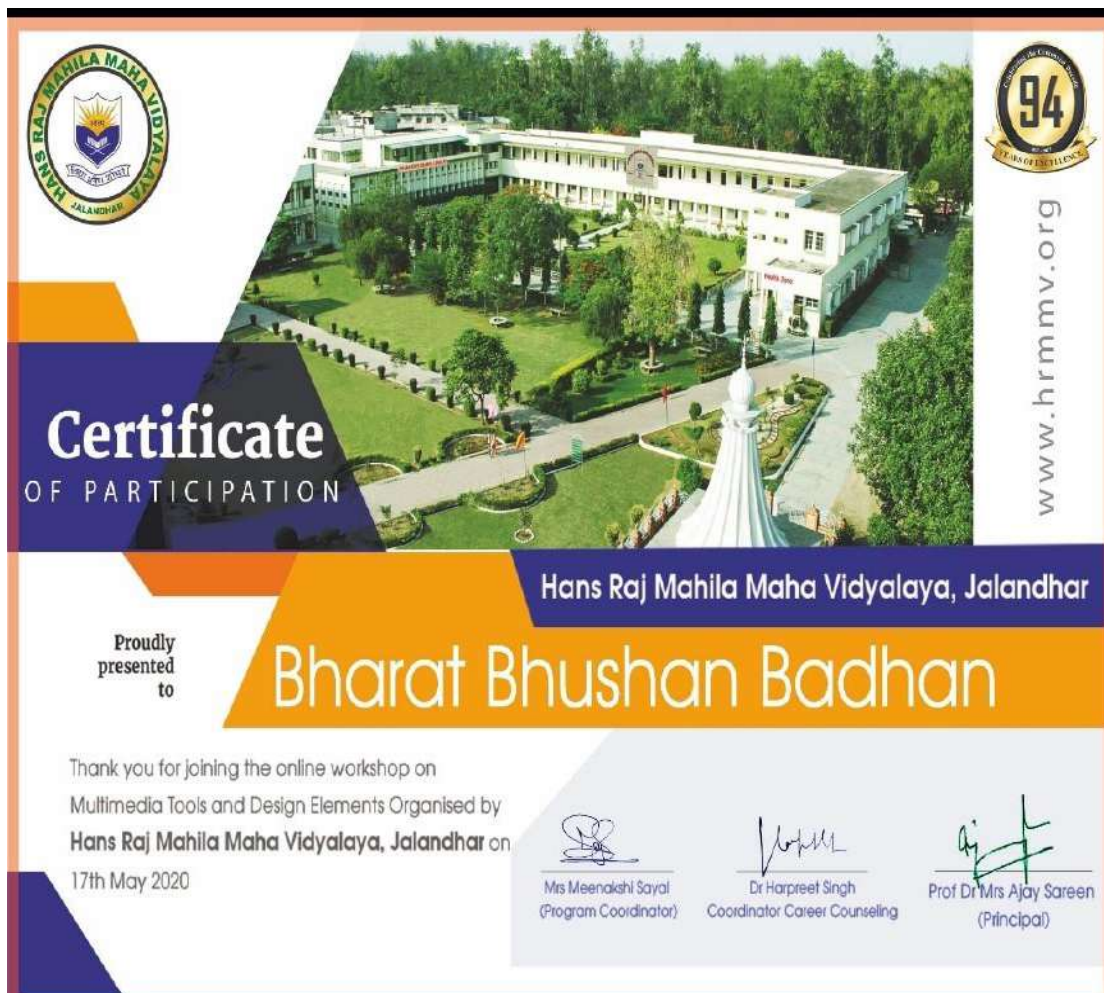 HANS RAJ MAHILA MAHA VIDYALAYA
JALANDHAR
94
YEARS OF EXCELLENCE
www.hrmmv.org
Certificate
OF PARTICIPATION
Hans Raj Mahila Maha Vidyalaya, Jalandhar
Proudly
presented
to
Bharat Bhushan Badhan
Thank you for joining the online workshop on
Multimedia Tools and Design Elements Organised by
Hans Raj Mahila Maha Vidyalaya, Jalandhar on
17th May 2020
Mrs Meenakshi Sayal
(Program Coordinator)
Dr Harpreet Singh
Coordinator Career Counseling
Prof Dr Mrs Ajay Sareen
(Principal)